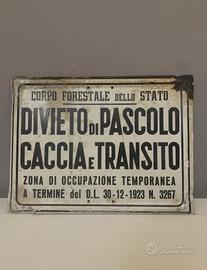 CORPO FORESTALE DELLO STATO
DIVIETO DI PASCOLO
CACCIA E TRANSITO
ZONA DI OCCUPAZIONE TEMPORANEA
A TERMINE del D.L. 30-12-1923 N. 3267
subito